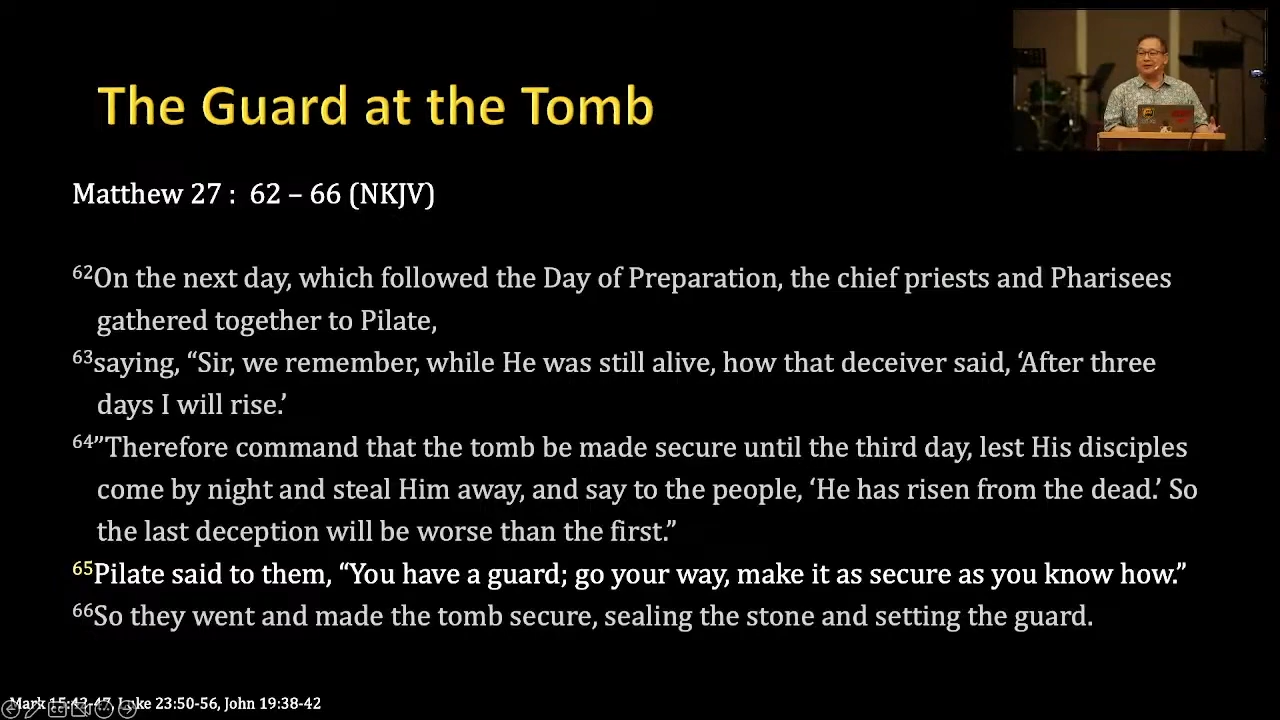 The Guard at the Tomb
Matthew 27 :  62 – 66 (NKJV)
62On the next day, which followed the Day of Preparation, the chief priests and Pharisees
gathered together to Pilate,
63saying, “Sir, we remember, while He was still alive, how that deceiver said, ‘After three
days I will rise.’
64”Therefore command that the tomb be made secure until the third day, lest His disciples
come by night and steal Him away, and say to the people, ‘He has risen from the dead.’ So
the last deception will be worse than the first.”
65Pilate said to them, “You have a guard; go your way, make it as secure as you know how.”
66So they went and made the tomb secure, sealing the stone and setting the guard.
Mark 15:43-47, Luke 23:50-56, John 19:38-42